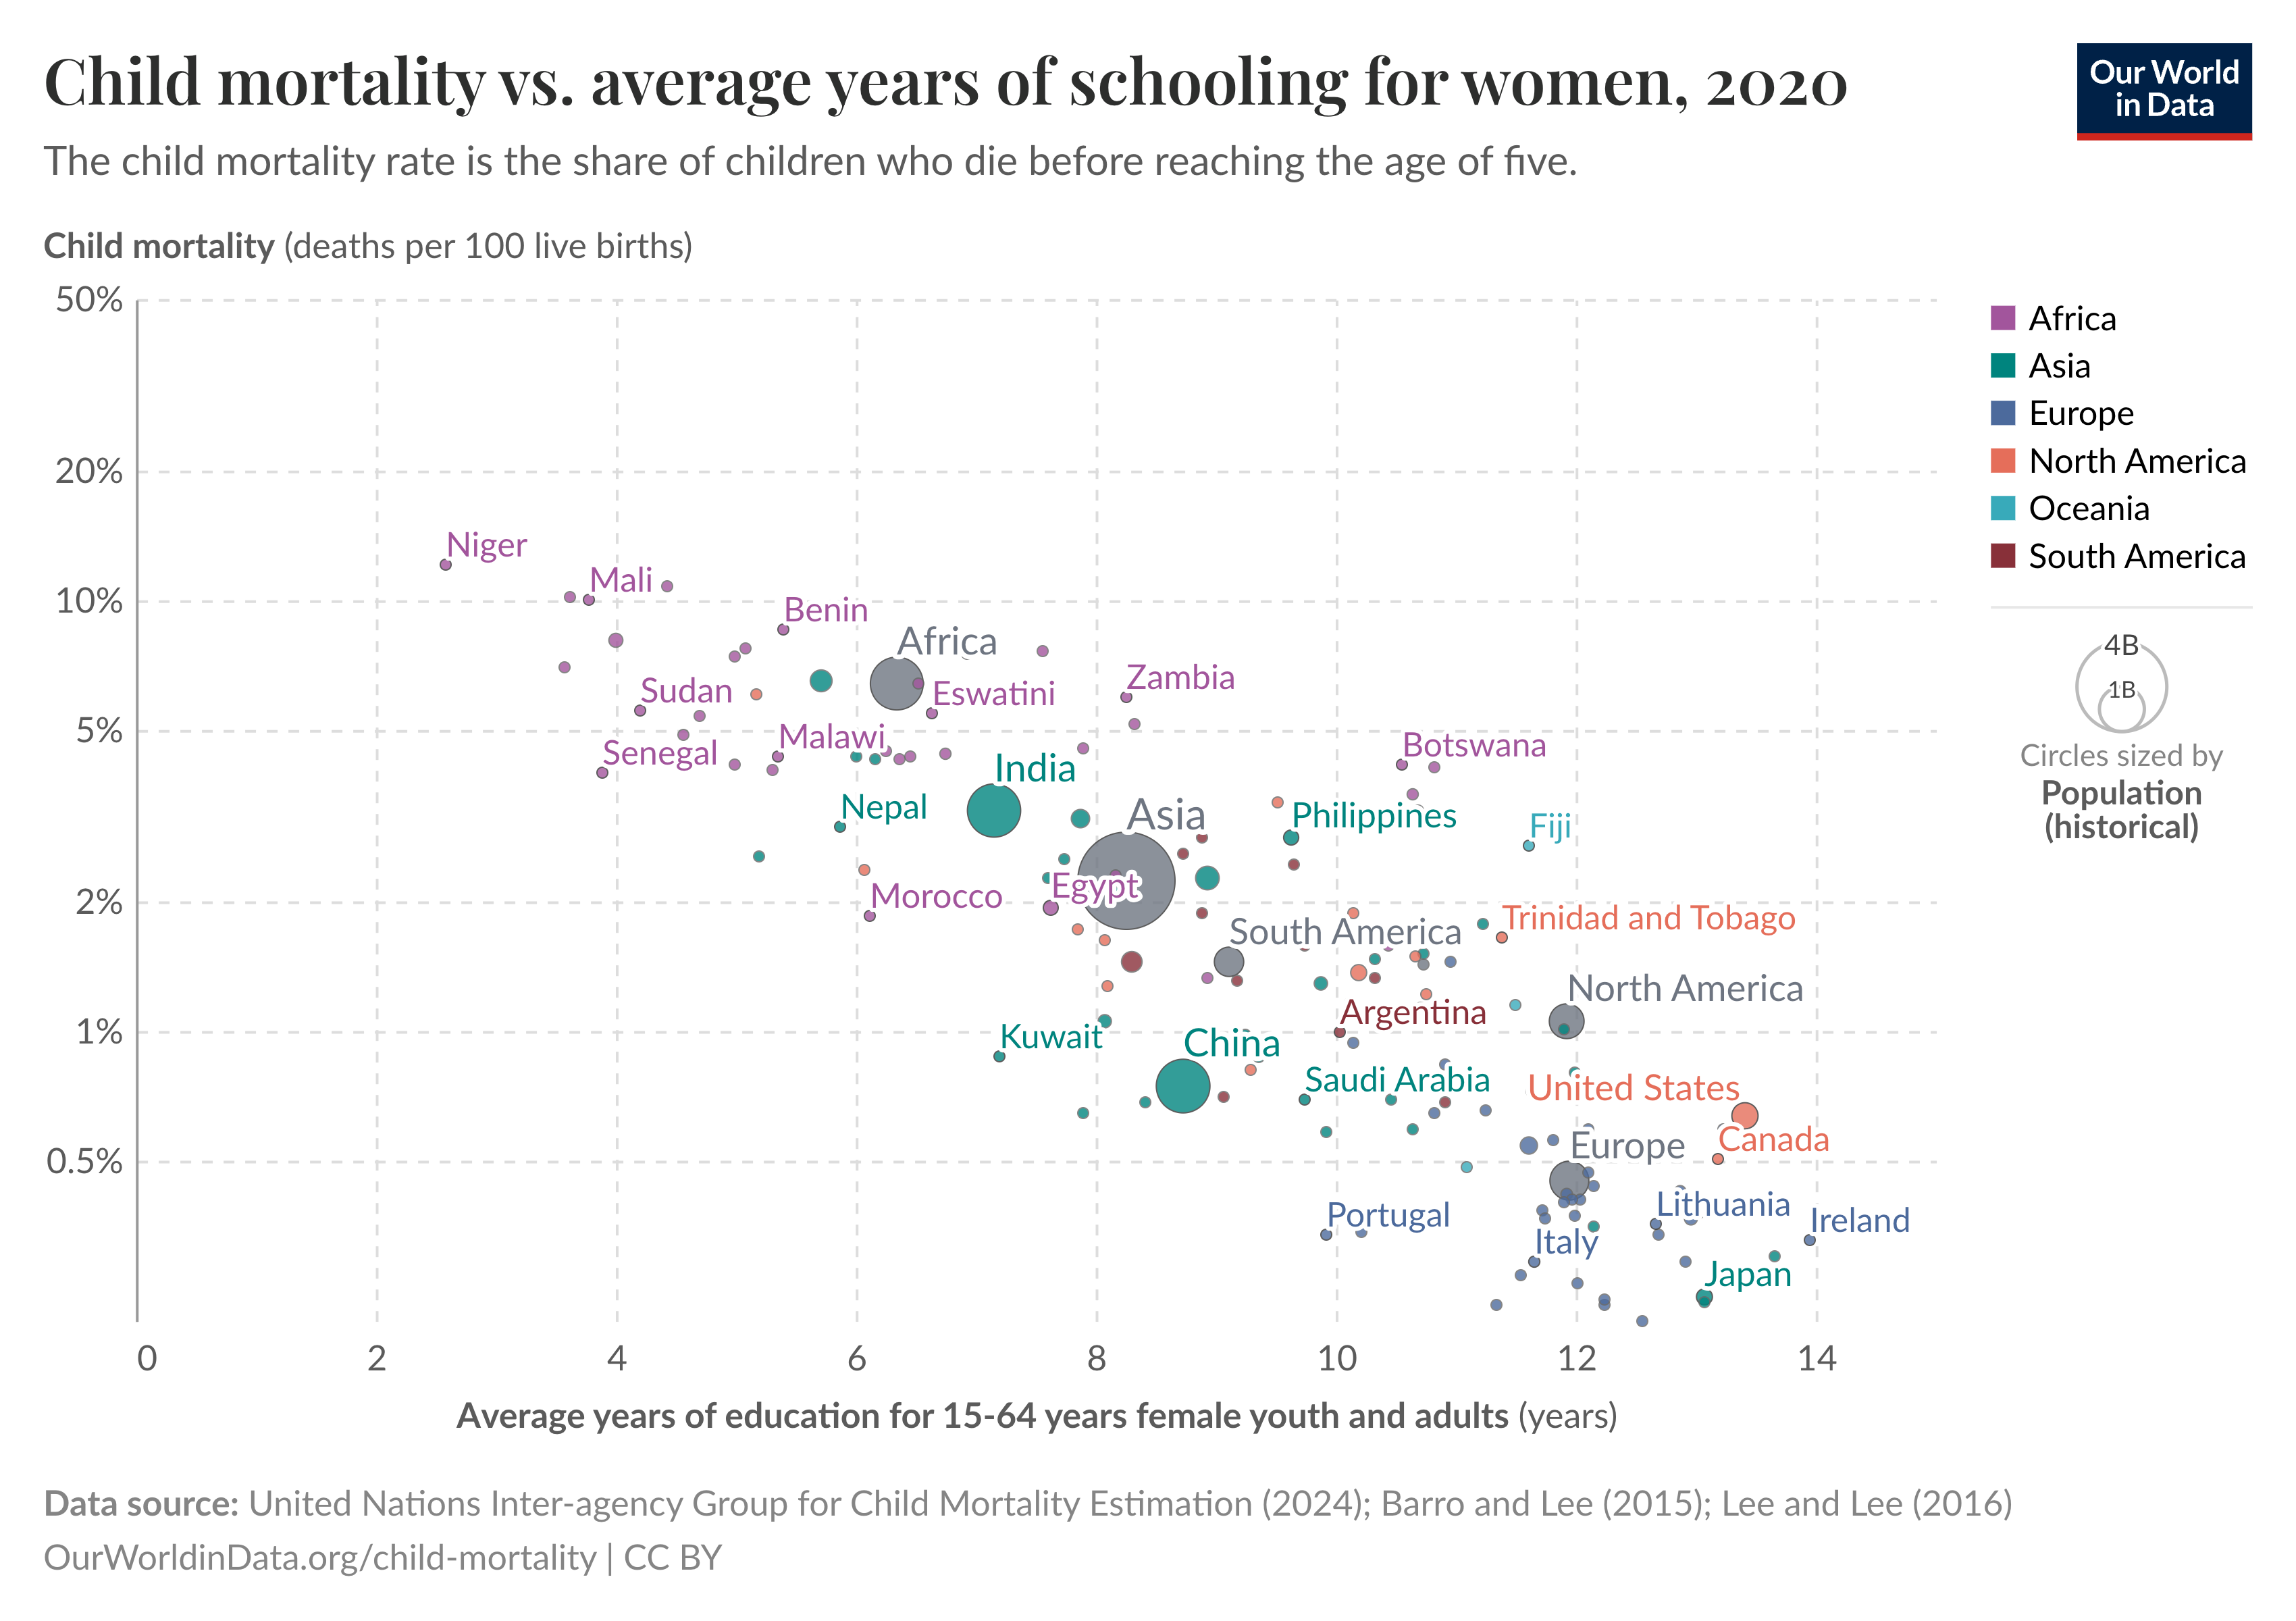 Child mortality vs. average years of schooling for women, 2020
Our World
in Data
The child mortality rate is the share of children who die before reaching the age of five.
Child mortality (deaths per 100 live births)
50%
20%
10%
5%
2%
1%
0.5%
Niger
Mali
Benin
Africa
Sudan
Eswatini
Zambia
Senegal
Malawi
Botswana
India
Nepal
Asia
Philippines
Fiji
Egypt
Morocco
Trinidad and Tobago
South America
North America
Argentina
Kuwait
China
Saudi Arabia
United States
Canada
Europe
Lithuania
Portugal
Ireland
Italy
Japan
0
2
4
6
8
10
12
14
Average years of education for 15-64 years female youth and adults (years)
Africa
Asia
Europe
North America
Oceania
South America
4B
1B
Circles sized by
Population
(historical)
Data source: United Nations Inter-agency Group for Child Mortality Estimation (2024); Barro and Lee (2015); Lee and Lee (2016)
OurWorldinData.org/child-mortality | CC BY